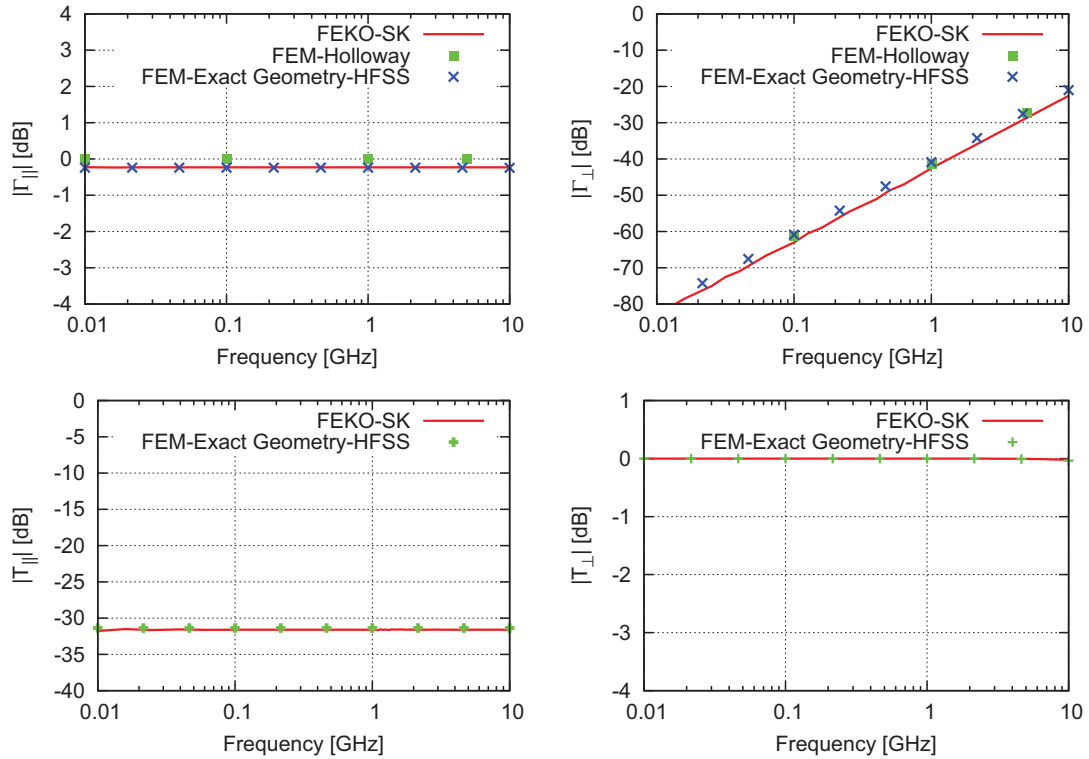 4
3
2
1
0
-1
-2
-3
-4
|Γ∥| [dB]
FEKO-SK
FEM-Holloway
FEM-Exact Geometry-HFSS
0.01
0.1
1
10
Frequency [GHz]
0
-10
-20
-30
-40
-50
-60
-70
-80
|Γ⊥| [dB]
FEKO-SK
FEM-Holloway
FEM-Exact Geometry-HFSS
0.01
0.1
1
10
Frequency [GHz]
0
-5
-10
-15
-20
-25
-30
-35
-40
|T∥| [dB]
FEKO-SK
FEM-Exact Geometry-HFSS
0.01
0.1
1
10
Frequency [GHz]
1
0
-1
-2
-3
-4
|T⊥| [dB]
FEKO-SK
FEM-Exact Geometry-HFSS
0.01
0.1
1
10
Frequency [GHz]